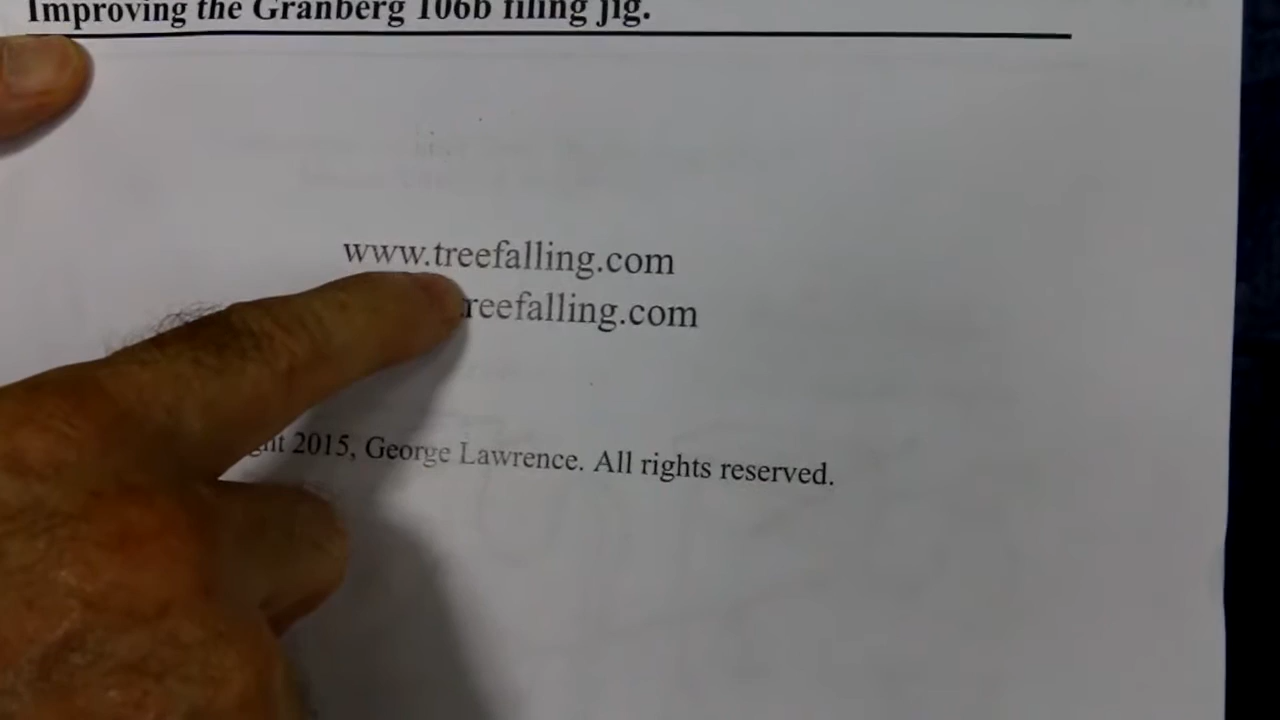 Improving the Granberg 106b filing jig.
www.treefalling.com
reefalling.com
2015, George Lawrence. All rights reserved.